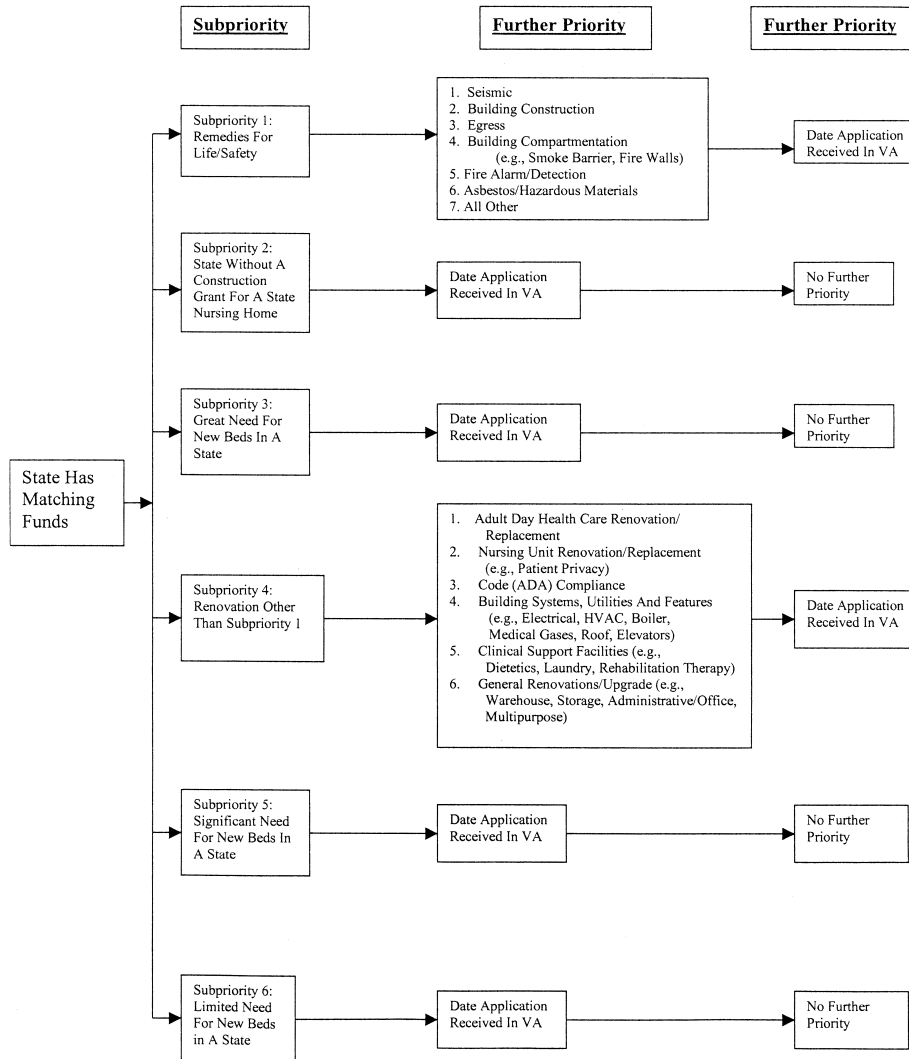 Subpriority
Further Priority
Further Priority
Subpriority 1:
Remedies For
Life/Safety
1. Seismic
2. Building Construction
3. Egress
4. Building Compartmentation
(e.g., Smoke Barrier, Fire Walls)
5. Fire Alarm/Detection
6. Asbestos/Hazardous Materials
7. All Other
Date Application
Received In VA
Subpriority 2:
State Without A
Construction
Grant For A State
Nursing Home
Date Application
Received In VA
No Further
Priority
Subpriority 3:
Great Need For
New Beds In A
State
Date Application
Received In VA
No Further
Priority
State Has
Matching
Funds
Subpriority 4:
Renovation Other
Than Subpriority 1
1. Adult Day Health Care Renovation/
Replacement
2. Nursing Unit Renovation/Replacement
(e.g., Patient Privacy)
3. Code (ADA) Compliance
4. Building Systems, Utilities And Features
(e.g., Electrical, HVAC, Boiler,
Medical Gases, Roof, Elevators)
5. Clinical Support Facilities (e.g.,
Dietetics, Laundry, Rehabilitation Therapy)
6. General Renovations/Upgrade (e.g.,
Warehouse, Storage, Administrative/Office,
Multipurpose)
Date Application
Received In VA
Subpriority 5:
Significant Need
For New Beds In
A State
Date Application
Received In VA
No Further
Priority
Subpriority 6:
Limited Need
For New Beds
in A State
Date Application
Received In VA
No Further
Priority